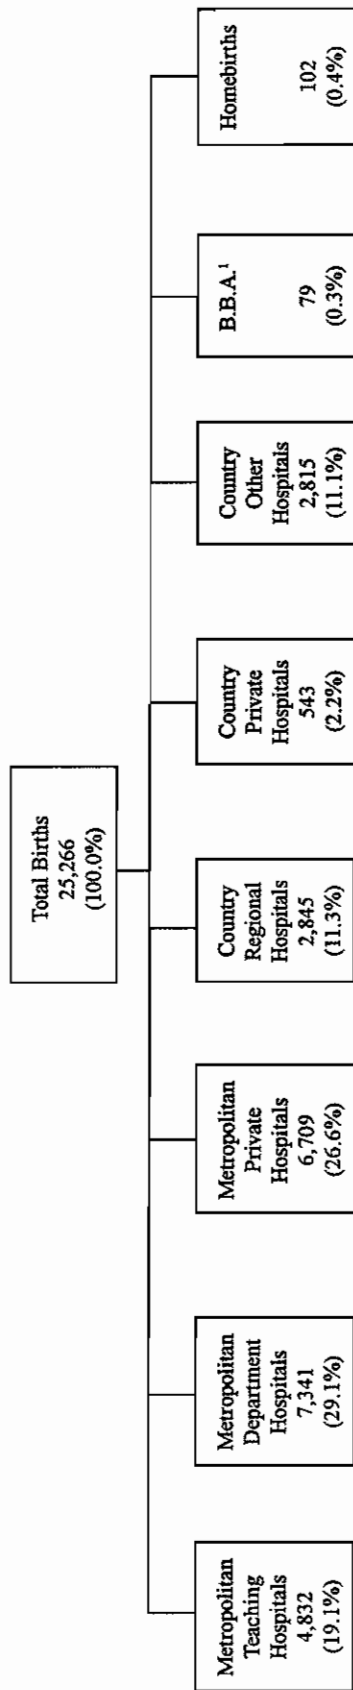 Total Births
25,266
(100.0%)
Metropolitan
Teaching
Hospitals
4,832
(19.1%)
Metropolitan
Department
Hospitals
7,341
(29.1%)
Metropolitan
Private
Hospitals
6,709
(26.6%)
Country
Regional
Hospitals
2,845
(11.3%)
Country
Private
Hospitals
543
(2.2%)
Country
Other
Hospitals
2,815
(11.1%)
B.B.A.¹
79
(0.3%)
Homebirths
102
(0.4%)